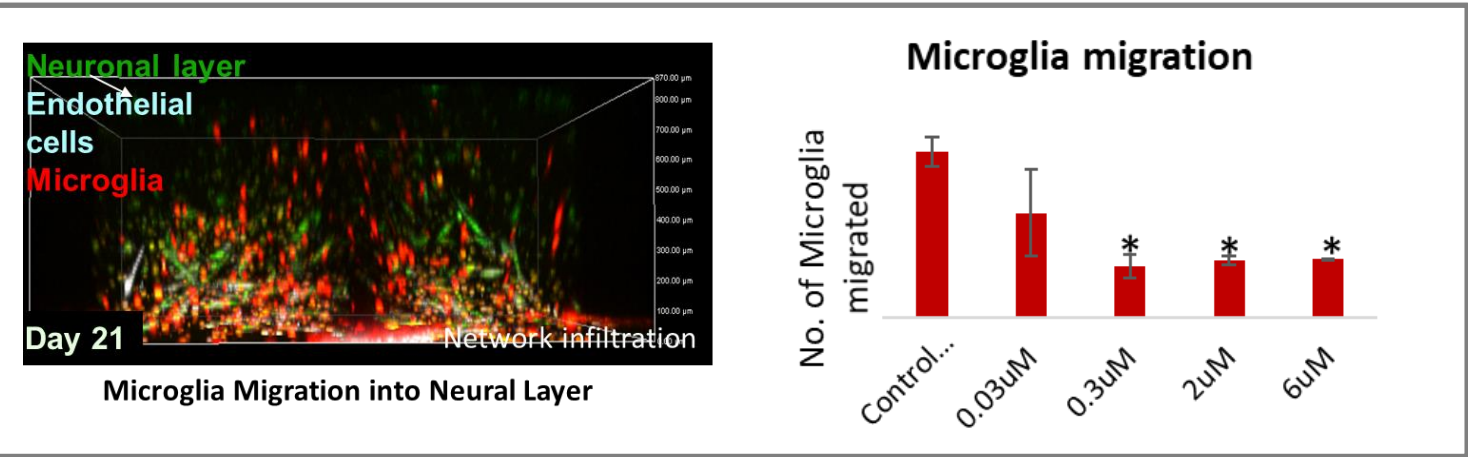 Neuronal layer
Endothelial
cells
Microglia
870.00 µm
800.00 µm
700.00 µm
600.00 µm
500.00 µm
400.00 µm
300.00 µm
200.00 µm
100.00 µm
Day 21
Network infiltration
Microglia Migration into Neural Layer
Microglia migration
No. of Microglia
migrated
* * *
Control...
0.03uM
0.3uM
2uM
6uM